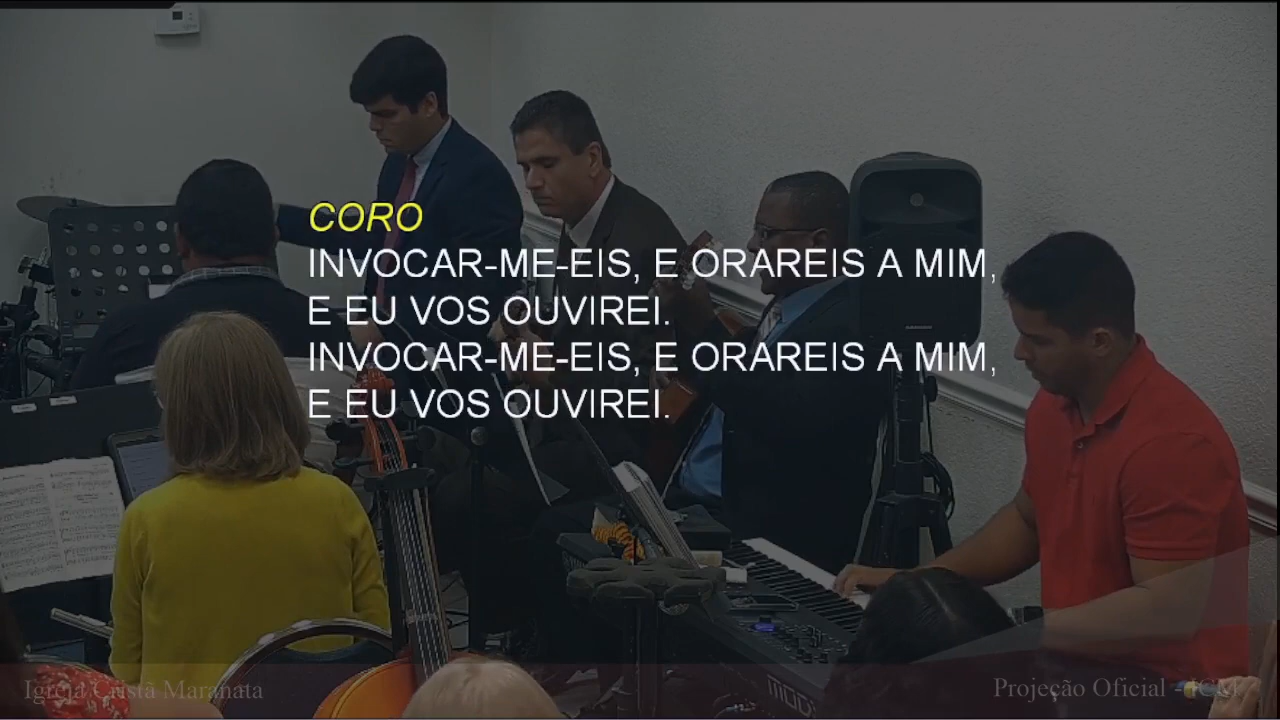 CORO
INVOCAR-ME-EIS, E ORAREIS A MIM,
E EU VOS OUVIREI.
INVOCAR-ME-EIS, E ORAREIS A MIM,
E EU VOS OUVIREI.
Igreja Cristã Maranata
Projeção Oficial - ICM